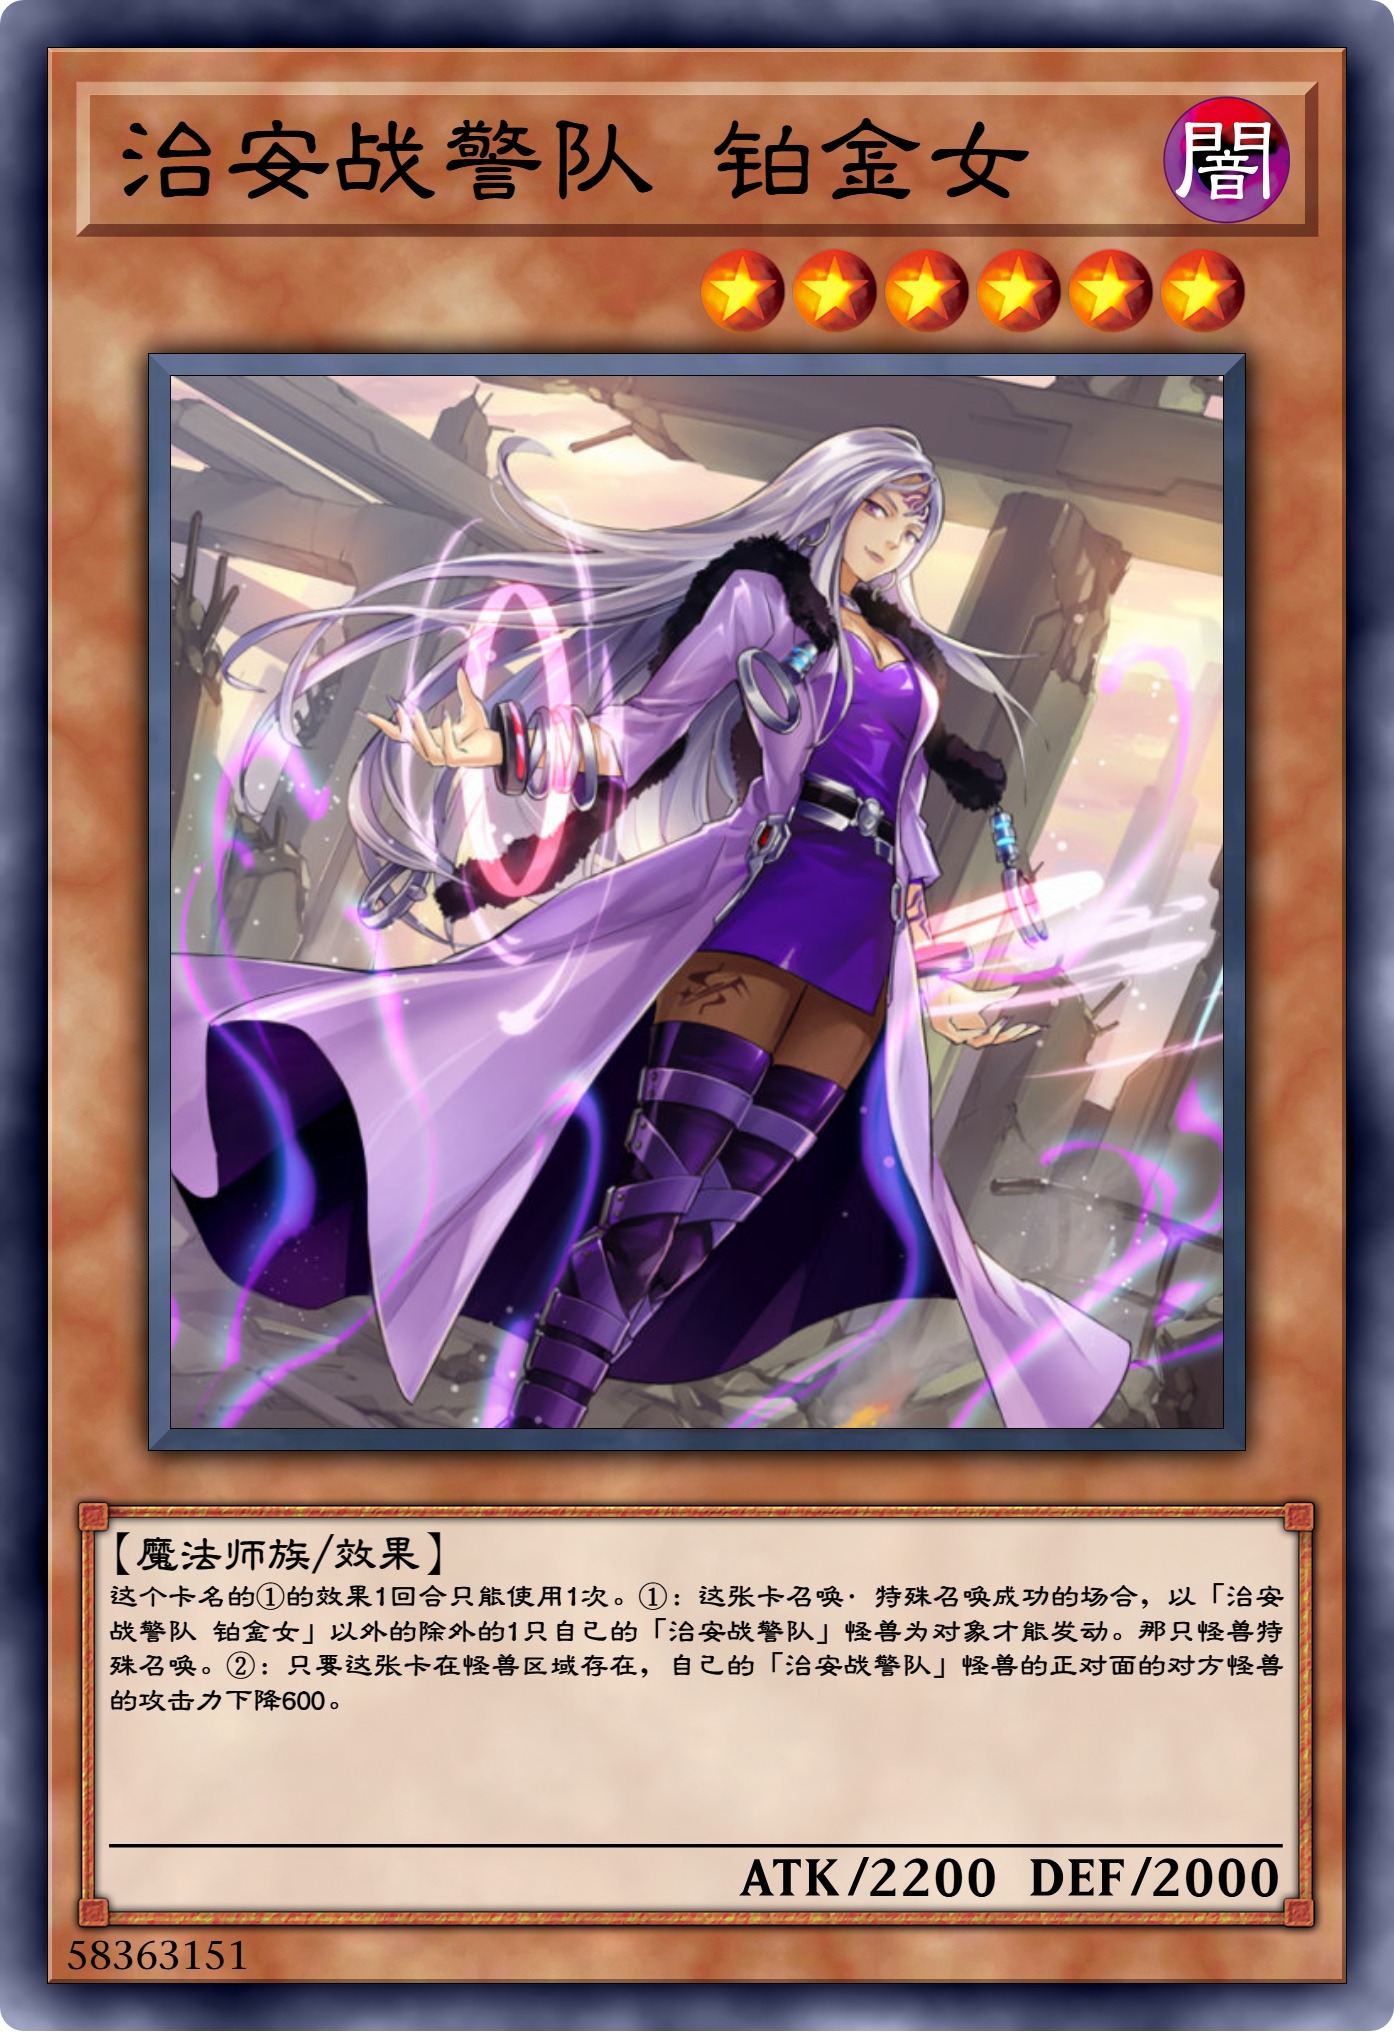 治安战警队 铂金女
闇
【魔法师族/效果】
这个卡名的①的效果1回合只能使用1次。①：这张卡召唤·特殊召唤成功的场合，以「治安
战警队 铂金女」以外的除外的1只自己的「治安战警队」怪兽为对象才能发动。那只怪兽特
殊召唤。②：只要这张卡在怪兽区域存在，自己的「治安战警队」怪兽的正对面的对方怪兽
的攻击力下降600。
ATK/2200 DEF/2000
58363151